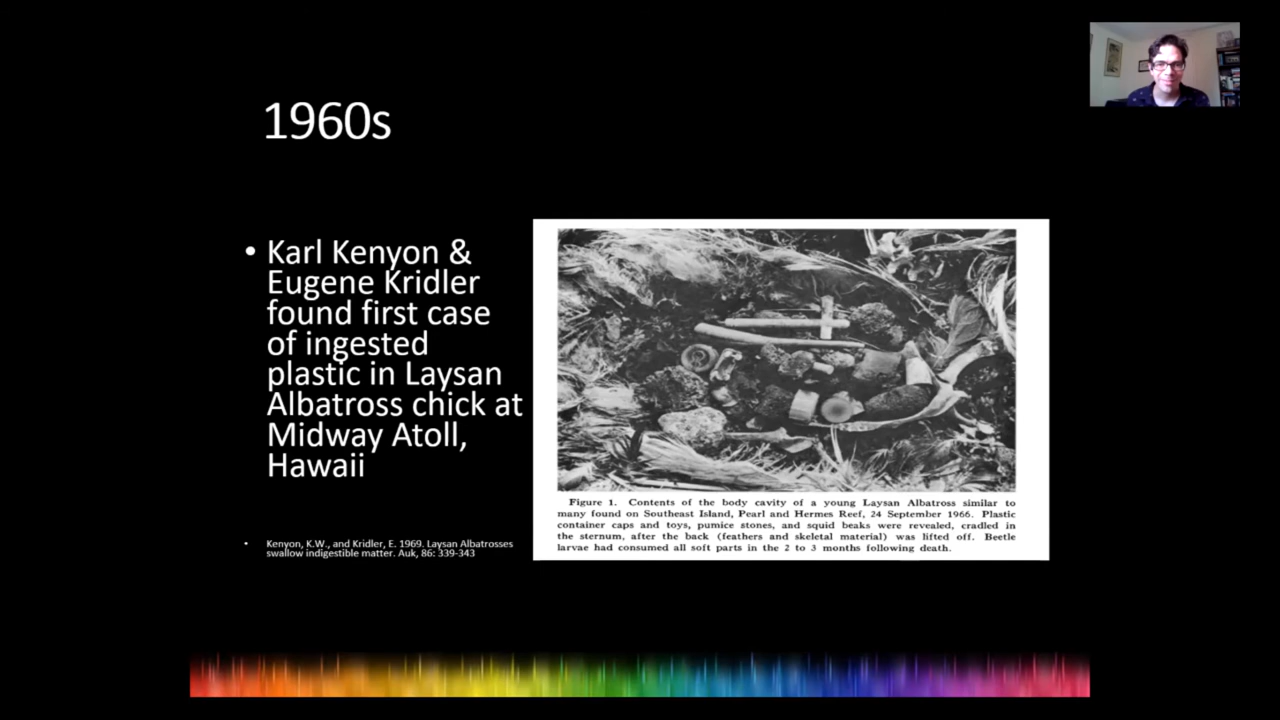 1960s
• Karl Kenyon &
Eugene Kridler
found first case
of ingested
plastic in Laysan
Albatross chick at
Midway Atoll,
Hawaii
• Kenyon, K.W., and Kridler, E. 1969. Laysan Albatrosses
swallow indigestible matter. Auk, 86: 339-343
Figure 1. Contents of the body cavity of a young Laysan Albatross similar to
many found on Southeast Island, Pearl and Hermes Reef, 24 September 1966. Plastic
container caps and toys, pumice stones, and squid beaks were revealed, cradled in
the sternum, after the back (feathers and skeletal material) was lifted off. Beetle
larvae had consumed all soft parts in the 2 to 3 months following death.